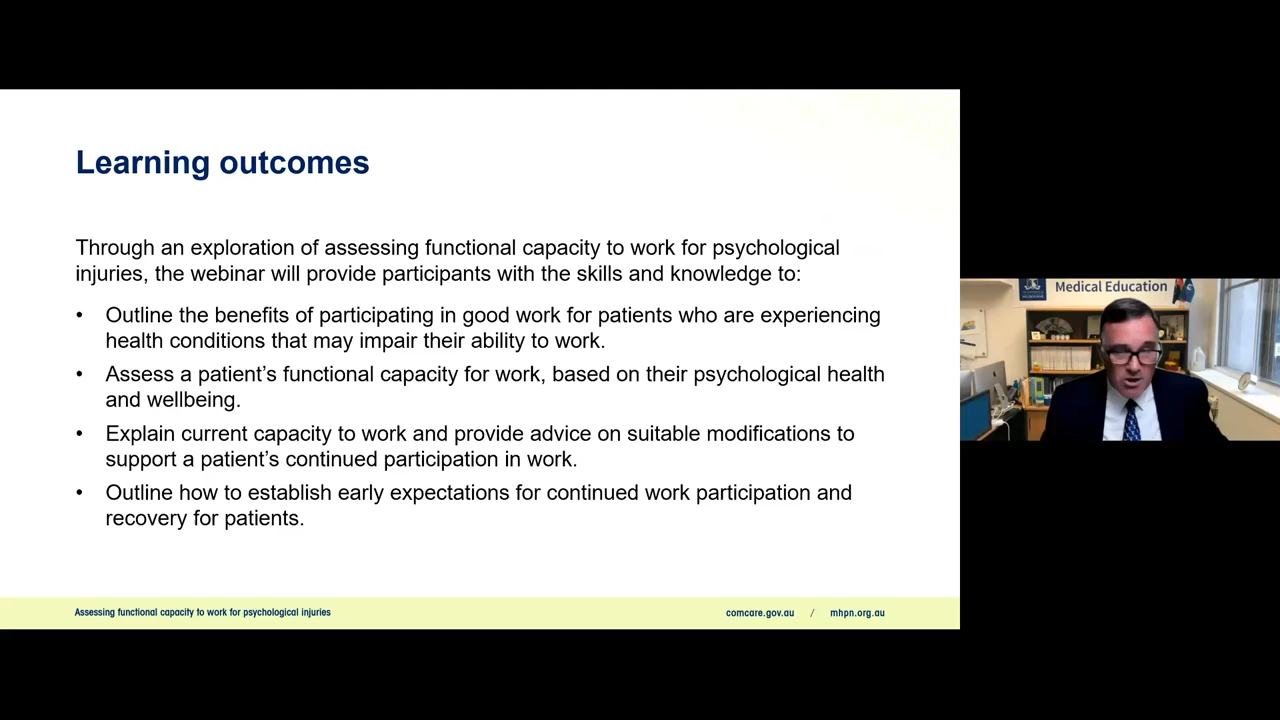 Learning outcomes
Through an exploration of assessing functional capacity to work for psychological
injuries, the webinar will provide participants with the skills and knowledge to:
• Outline the benefits of participating in good work for patients who are experiencing
health conditions that may impair their ability to work.
• Assess a patient’s functional capacity for work, based on their psychological health
and wellbeing.
• Explain current capacity to work and provide advice on suitable modifications to
support a patient’s continued participation in work.
• Outline how to establish early expectations for continued work participation and
recovery for patients.
Assessing functional capacity to work for psychological injuries
comcare.gov.au / mhpn.org.au
Medical Education